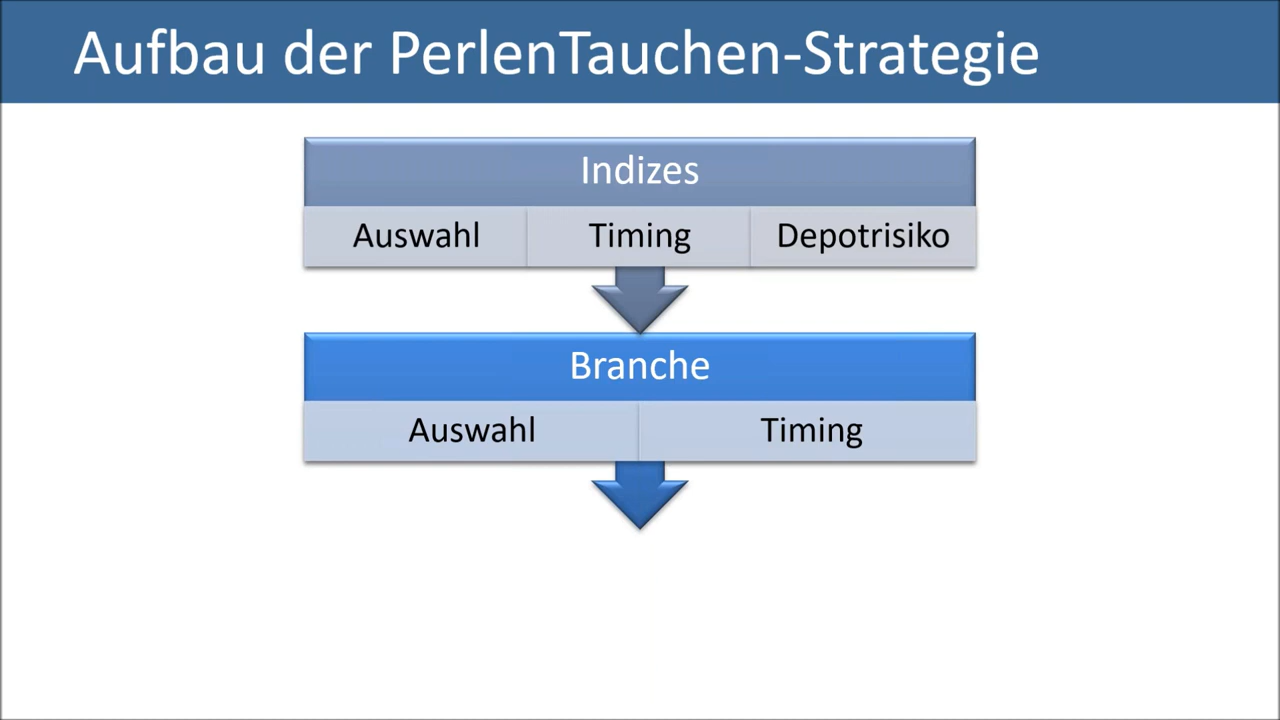 Aufbau der PerlenTauchen-Strategie
Indizes
Auswahl Timing Depotrisiko
Branche
Auswahl Timing